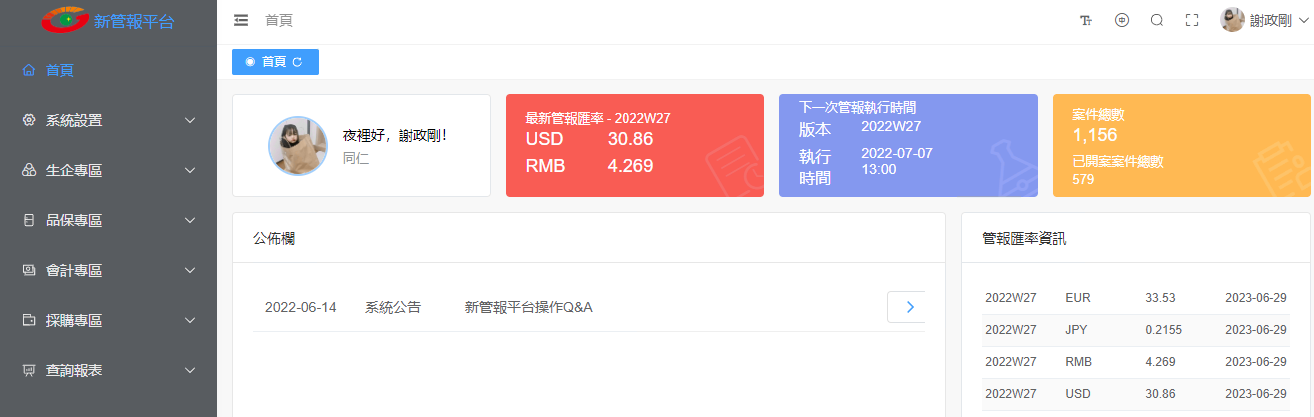 新管報平台
首頁
系統設置
生企專區
品保專區
會計專區
採購專區
查詢報表
首頁
謝政剛
首頁
夜裡好，謝政剛！
同仁
最新管報匯率 - 2022W27
USD 30.86
RMB 4.269
下一次管報執行時間
版本 2022W27
執行時間 2022-07-07 13:00
案件總數
1,156
已開案案件總數
579
公佈欄
2022-06-14 系統公告 新管報平台操作Q&A
管報匯率資訊
2022W27 EUR 33.53 2023-06-29
2022W27 JPY 0.2155 2023-06-29
2022W27 RMB 4.269 2023-06-29
2022W27 USD 30.86 2023-06-29